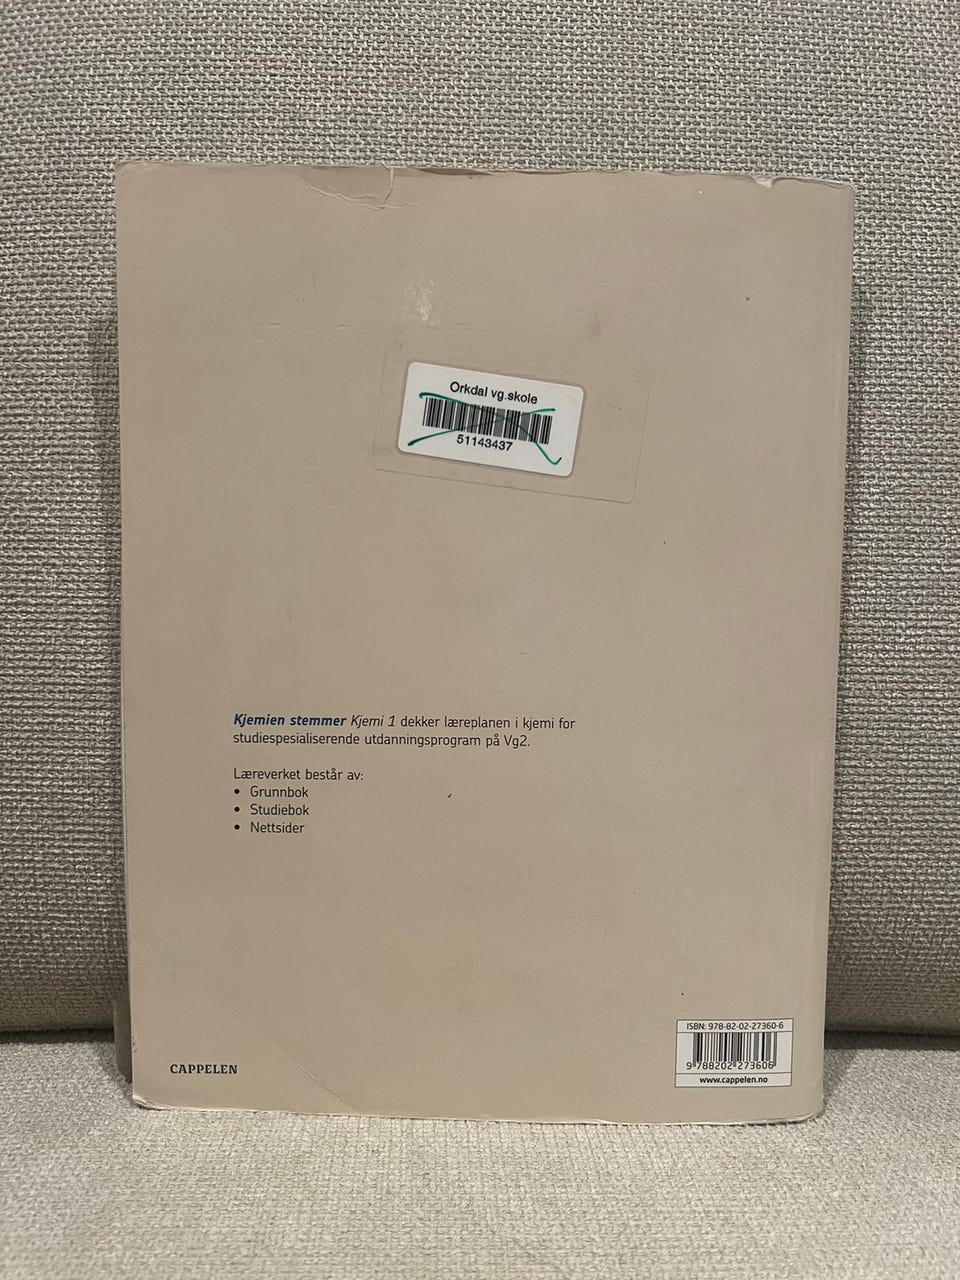 Orkdal vg.skole
51143437
Kjemien stemmer Kjemi 1 dekker læreplanen i kjemi for
studiespesialiserende utdanningsprogram på Vg2.
Læreverket består av:
• Grunnbok
• Studiebok
• Nettsider
CAPPELEN
ISBN: 978-82-02-27360-6
9 788202 273606
www.cappelen.no